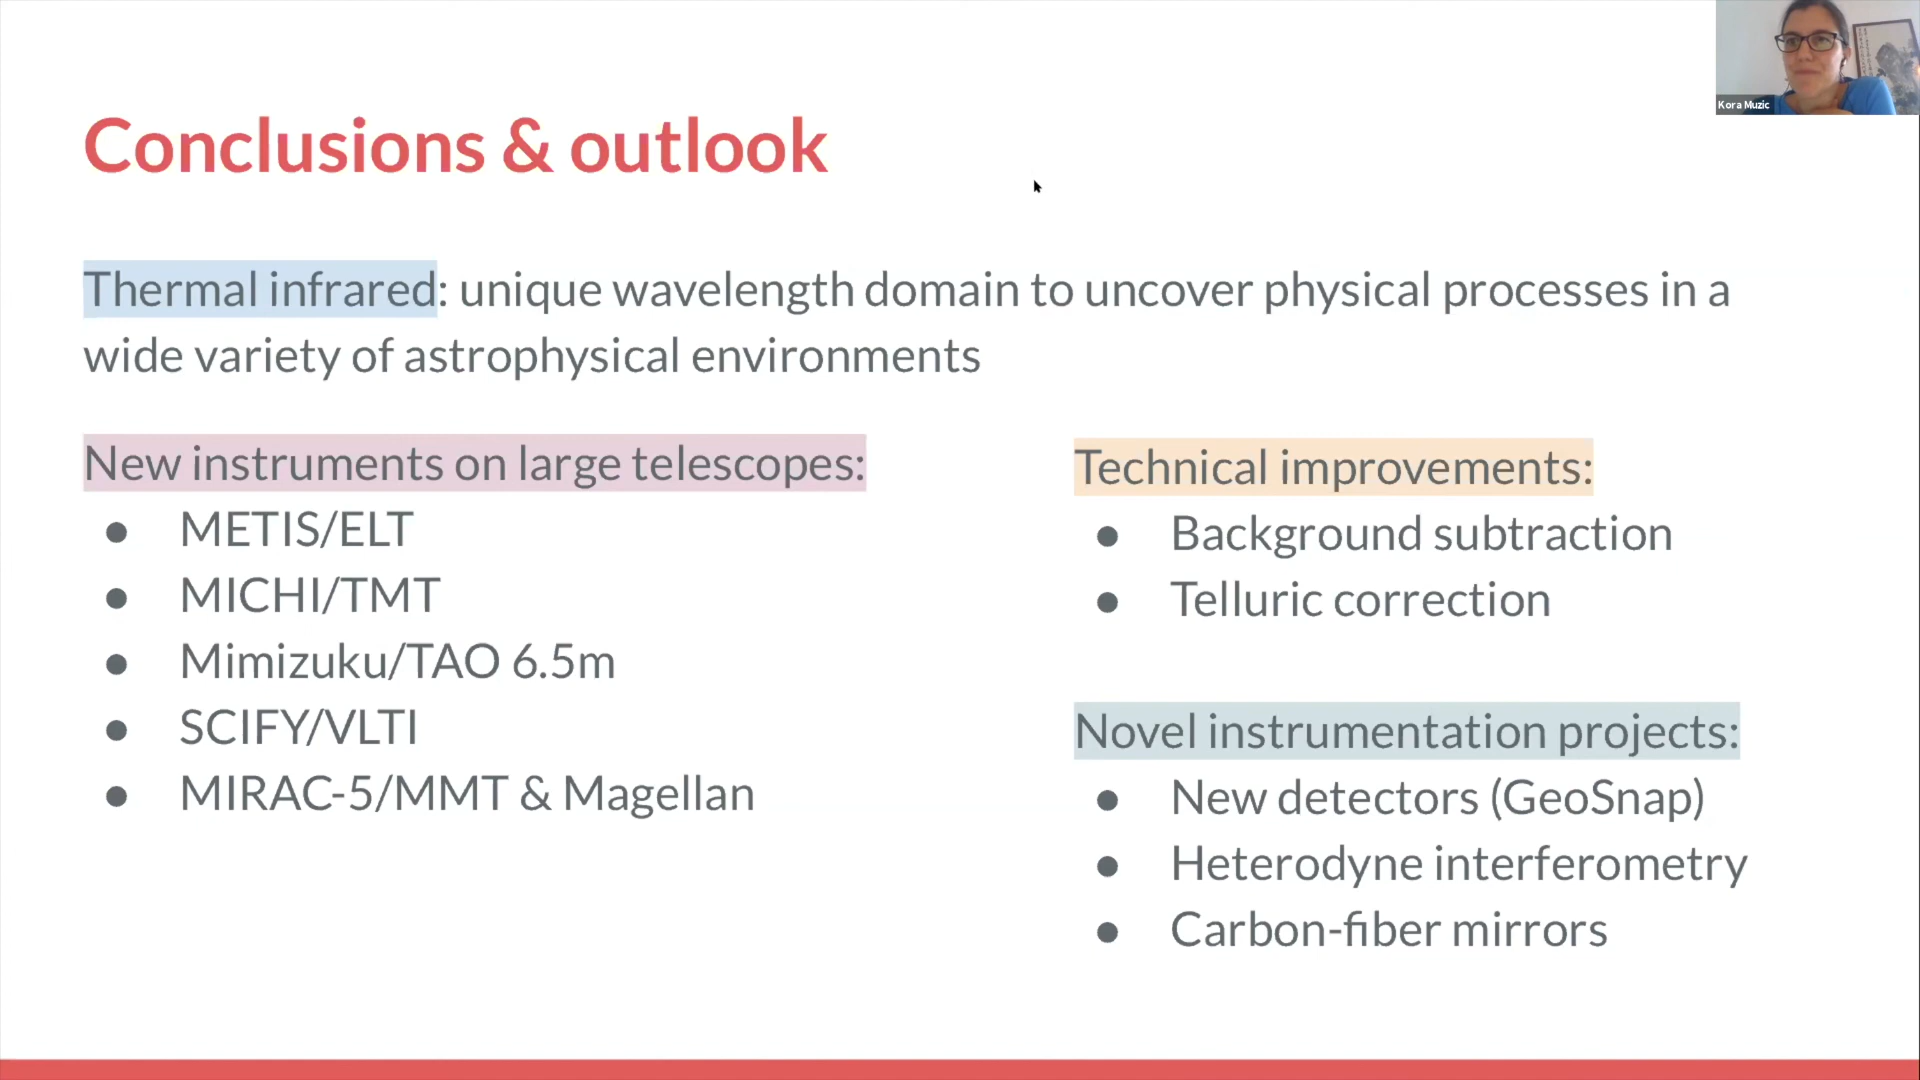 Conclusions & outlook
Thermal infrared: unique wavelength domain to uncover physical processes in a
wide variety of astrophysical environments
New instruments on large telescopes:
● METIS/ELT
● MICHI/TMT
● Mimizuku/TAO 6.5m
● SCIFY/VLTI
● MIRAC-5/MMT & Magellan
Technical improvements:
● Background subtraction
● Telluric correction
Novel instrumentation projects:
● New detectors (GeoSnap)
● Heterodyne interferometry
● Carbon-fiber mirrors
Kora Muzic